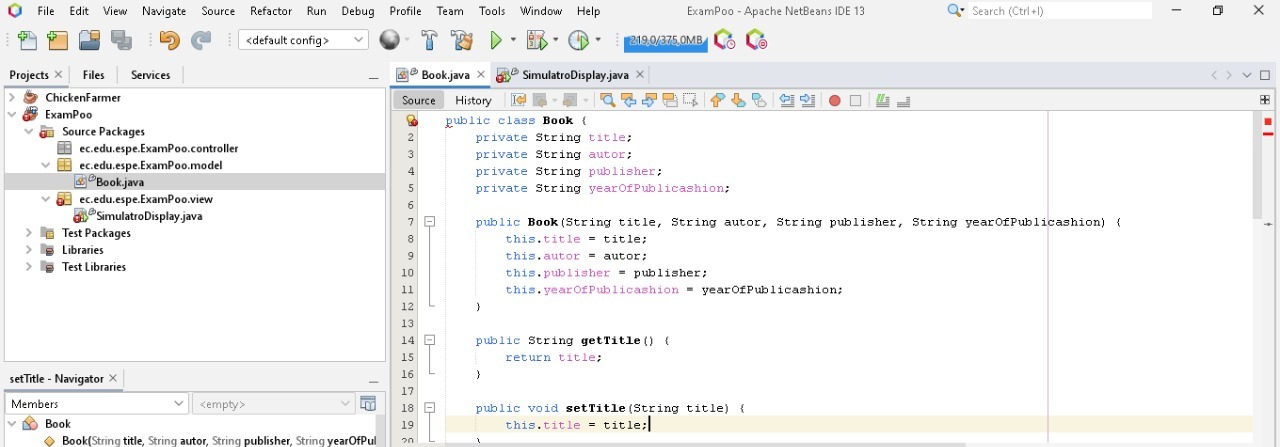 File Edit View Navigate Source Refactor Run Debug Profile Team Tools Window Help ExamPoo - Apache NetBeans IDE 13 Search (Ctrl+I)
<default config> 219,0/375,0MB
Projects Files Services
ChickenFarmer
ExamPoo
Source Packages
ec.edu.espe.ExamPoo.controller
ec.edu.espe.ExamPoo.model
Book.java
ec.edu.espe.ExamPoo.view
SimulatroDisplay.java
Test Packages
Libraries
Test Libraries
setTitle - Navigator
Members <empty>
Book
Book(String title, String autor, String publisher, String yearOfPul
Book.java SimulatroDisplay.java
Source History
public class Book {
2 private String title;
3 private String autor;
4 private String publisher;
5 private String yearOfPublicashion;
6
7 public Book(String title, String autor, String publisher, String yearOfPublicashion) {
8 this.title = title;
9 this.autor = autor;
10 this.publisher = publisher;
11 this.yearOfPublicashion = yearOfPublicashion;
12 }
13
14 public String getTitle() {
15 return title;
16 }
17
18 public void setTitle(String title) {
19 this.title = title;
20 }